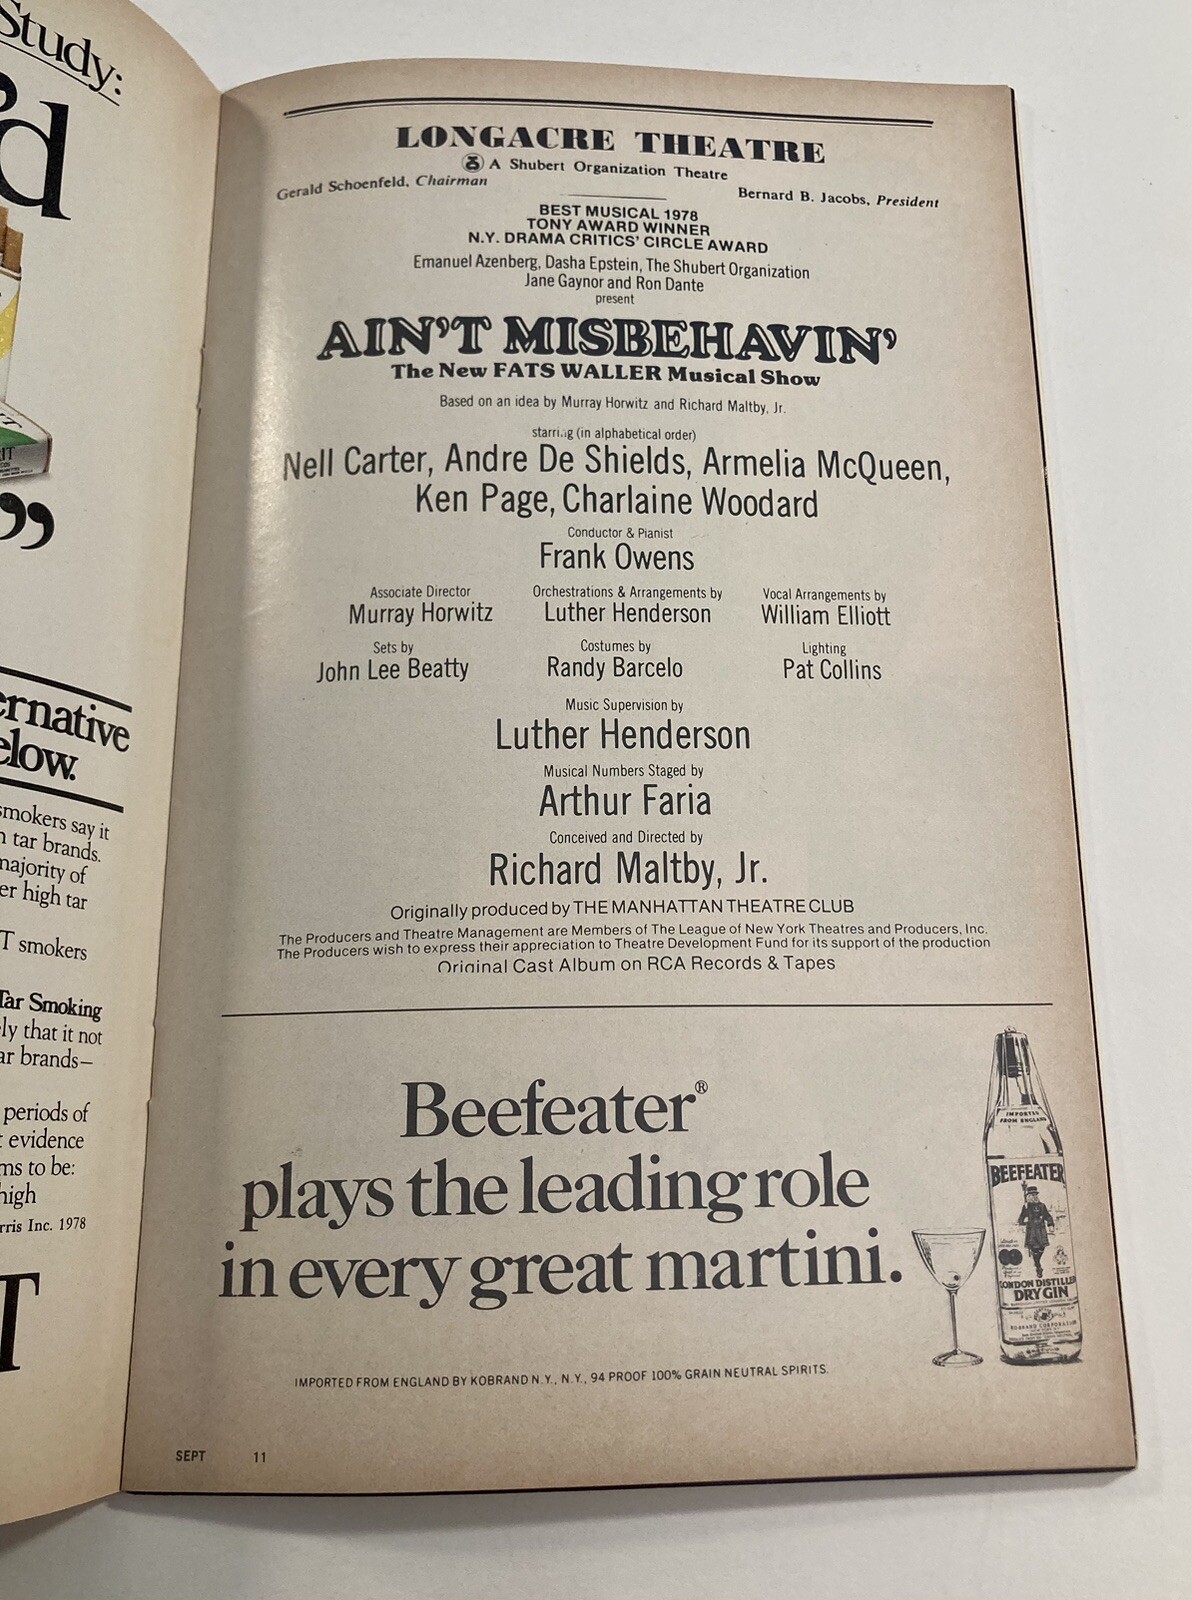 Study:
'd
"
ernative
elow.
smokers say it
n tar brands.
majority of
er high tar
T smokers
Tar Smoking
ly that it not
ar brands—
periods of
t evidence
ms to be:
high
rris Inc. 1978
T
LONGACRE THEATRE
A Shubert Organization Theatre
Gerald Schoenfeld, Chairman Bernard B. Jacobs, President
BEST MUSICAL 1978
TONY AWARD WINNER
N.Y. DRAMA CRITICS' CIRCLE AWARD
Emanuel Azenberg, Dasha Epstein, The Shubert Organization
Jane Gaynor and Ron Dante
present
AIN'T MISBEHAVIN'
The New FATS WALLER Musical Show
Based on an idea by Murray Horwitz and Richard Maltby, Jr.
starring (in alphabetical order)
Nell Carter, Andre De Shields, Armelia McQueen,
Ken Page, Charlaine Woodard
Conductor & Pianist
Frank Owens
Associate Director Orchestrations & Arrangements by Vocal Arrangements by
Murray Horwitz Luther Henderson William Elliott
Sets by Costumes by Lighting
John Lee Beatty Randy Barcelo Pat Collins
Music Supervision by
Luther Henderson
Musical Numbers Staged by
Arthur Faria
Conceived and Directed by
Richard Maltby, Jr.
Originally produced by THE MANHATTAN THEATRE CLUB
The Producers and Theatre Management are Members of The League of New York Theatres and Producers, Inc.
The Producers wish to express their appreciation to Theatre Development Fund for its support of the production
Original Cast Album on RCA Records & Tapes
Beefeater®
plays the leading role
in every great martini.
IMPORTED FROM ENGLAND
BEEFEATER
LONDON DISTILLED
DRY GIN
KOBRAND CORPORATION
IMPORTED FROM ENGLAND BY KOBRAND N.Y., N.Y., 94 PROOF 100% GRAIN NEUTRAL SPIRITS.
SEPT 11